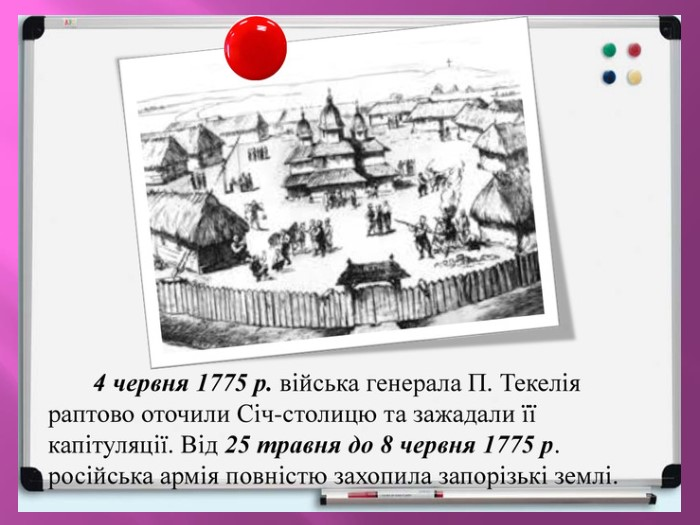 4 червня 1775 р. війська генерала П. Текелія
раптово оточили Січ-столицю та зажадали її
капітуляції. Від 25 травня до 8 червня 1775 р.
російська армія повністю захопила запорізькі землі.